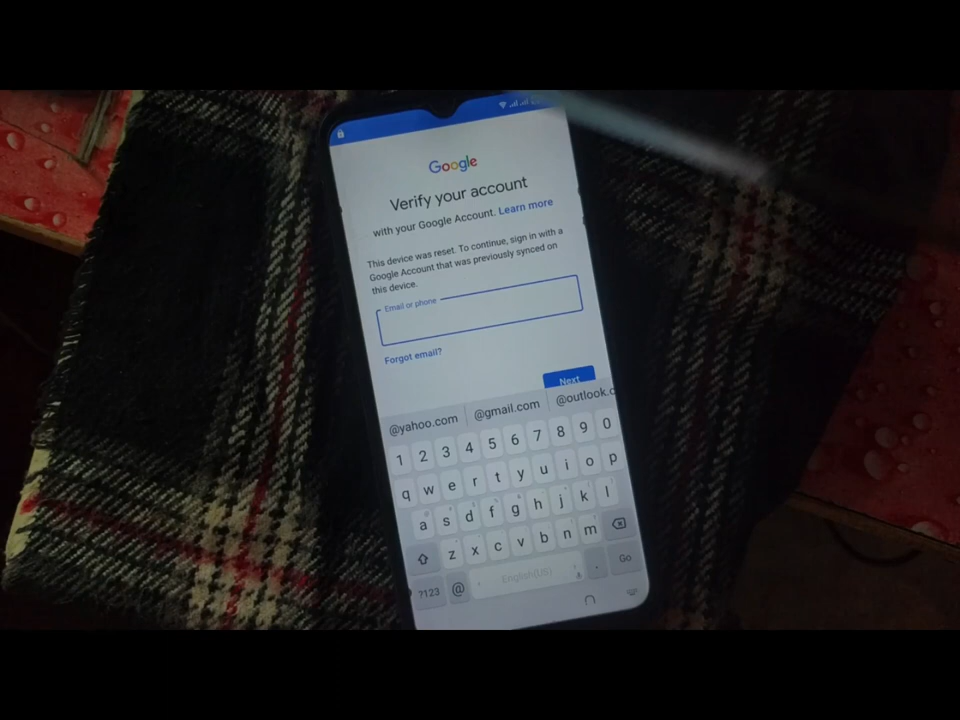 Google
Verify your account
with your Google Account. Learn more
This device was reset. To continue, sign in with a
Google Account that was previously synced on
this device.
Email or phone
Forgot email?
Next
@yahoo.com @gmail.com @outlook.c
1 2 3 4 5 6 7 8 9 0
q w e r t y u i o p
a s d f g h j k l
z x c v b n m
?123 @ English(US) . Go